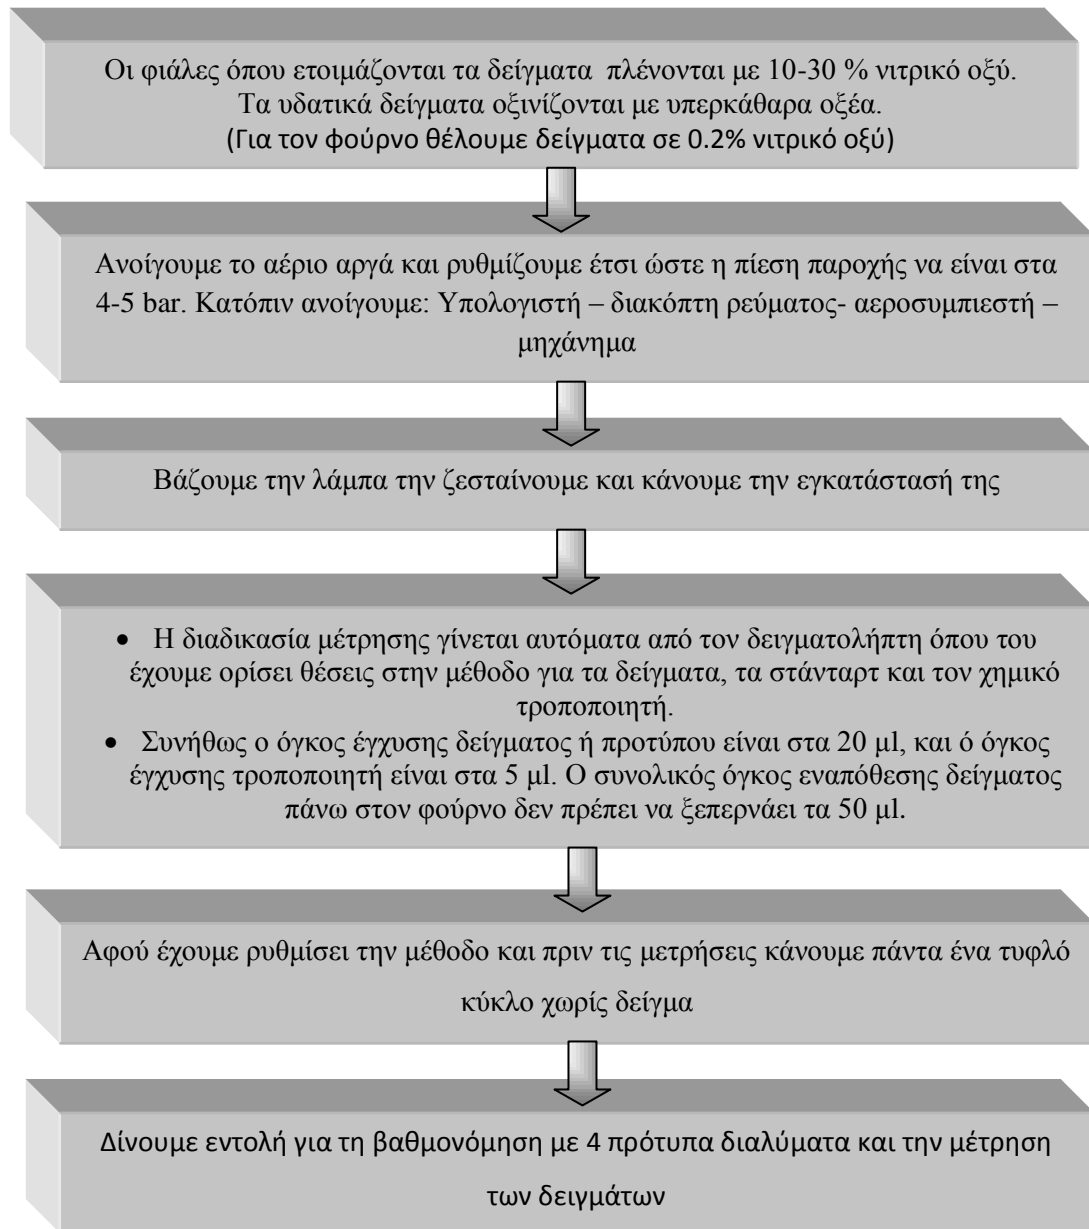 Οι φιάλες όπου ετοιμάζονται τα δείγματα πλένονται με 10-30 % νιτρικό οξύ.
Τα υδατικά δείγματα οξινίζονται με υπερκάθαρα οξέα.
(Για τον φούρνο θέλουμε δείγματα σε 0.2% νιτρικό οξύ)
Ανοίγουμε το αέριο αργά και ρυθμίζουμε έτσι ώστε η πίεση παροχής να είναι στα
4-5 bar. Κατόπιν ανοίγουμε: Υπολογιστή – διακόπτη ρεύματος- αεροσυμπιεστή –
μηχάνημα
Βάζουμε την λάμπα την ζεσταίνουμε και κάνουμε την εγκατάστασή της
• Η διαδικασία μέτρησης γίνεται αυτόματα από τον δειγματολήπτη όπου του
έχουμε ορίσει θέσεις στην μέθοδο για τα δείγματα, τα στάνταρτ και τον χημικό
τροποποιητή.
• Συνήθως ο όγκος έγχυσης δείγματος ή προτύπου είναι στα 20 μl, και ό όγκος
έγχυσης τροποποιητή είναι στα 5 μl. Ο συνολικός όγκος εναπόθεσης δείγματος
πάνω στον φούρνο δεν πρέπει να ξεπερνάει τα 50 μl.
Αφού έχουμε ρυθμίσει την μέθοδο και πριν τις μετρήσεις κάνουμε πάντα ένα τυφλό
κύκλο χωρίς δείγμα
Δίνουμε εντολή για τη βαθμονόμηση με 4 πρότυπα διαλύματα και την μέτρηση
των δειγμάτων